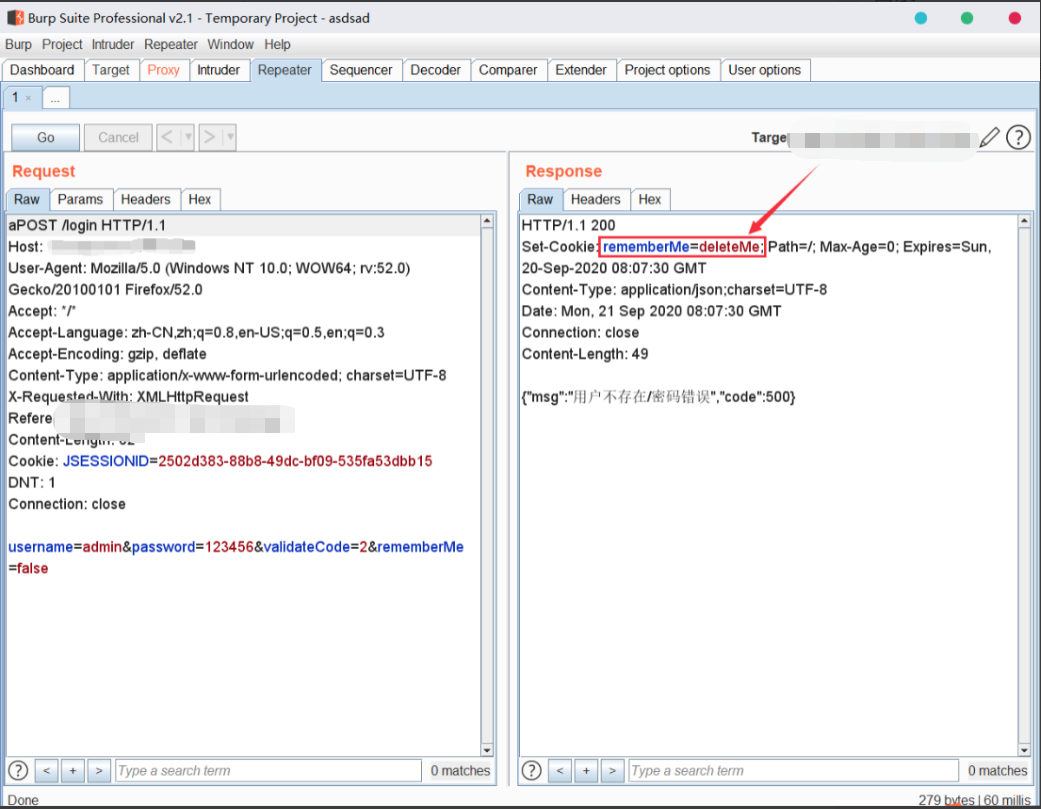 Burp Suite Professional v2.1 - Temporary Project - asdsad
Burp Project Intruder Repeater Window Help
Dashboard Target Proxy Intruder Repeater Sequencer Decoder Comparer Extender Project options User options
1 × ...
Go Cancel < ▼ > ▼ Targe
Request
Raw Params Headers Hex
aPOST /login HTTP/1.1
Host:
User-Agent: Mozilla/5.0 (Windows NT 10.0; WOW64; rv:52.0)
Gecko/20100101 Firefox/52.0
Accept: */*
Accept-Language: zh-CN,zh;q=0.8,en-US;q=0.5,en;q=0.3
Accept-Encoding: gzip, deflate
Content-Type: application/x-www-form-urlencoded; charset=UTF-8
X-Requested-With: XMLHttpRequest
Refere
Content-Length:
Cookie: JSESSIONID=2502d383-88b8-49dc-bf09-535fa53dbb15
DNT: 1
Connection: close
username=admin&password=123456&validateCode=2&rememberMe
=false
? < + > Type a search term 0 matches
Response
Raw Headers Hex
HTTP/1.1 200
Set-Cookie: rememberMe=deleteMe; Path=/; Max-Age=0; Expires=Sun,
20-Sep-2020 08:07:30 GMT
Content-Type: application/json;charset=UTF-8
Date: Mon, 21 Sep 2020 08:07:30 GMT
Connection: close
Content-Length: 49
{"msg":"用户不存在/密码错误","code":500}
? < + > Type a search term 0 matches
Done
279 bytes | 60 millis